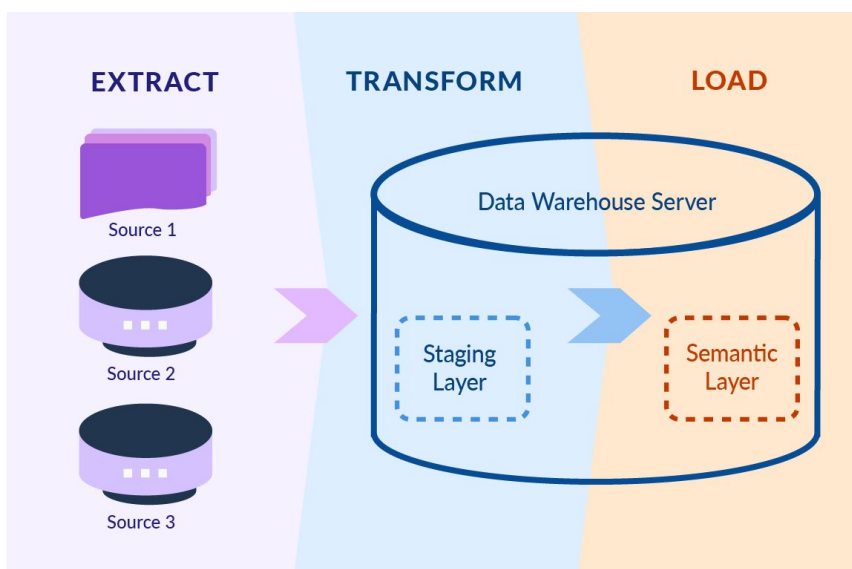 EXTRACT
TRANSFORM
LOAD
Source 1
Source 2
Source 3
Data Warehouse Server
Staging
Layer
Semantic
Layer